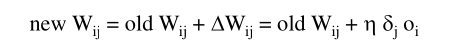 new W_ij = old W_ij + ΔW_ij = old W_ij + η δ_j o_i